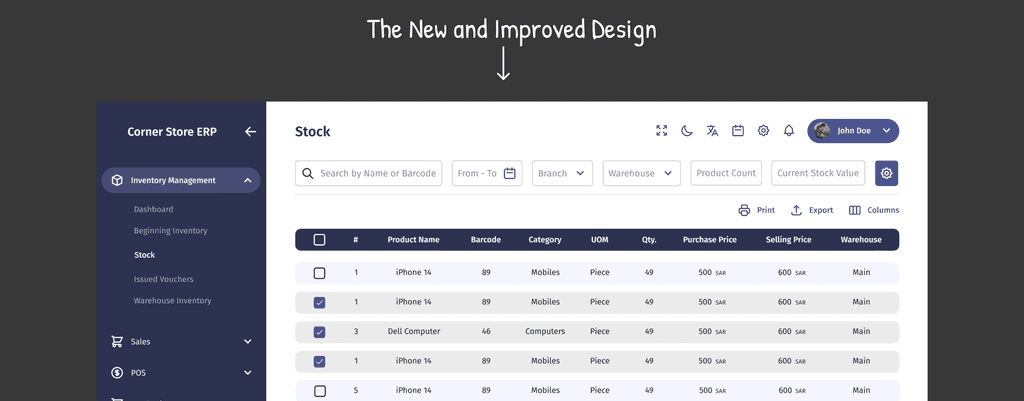 The New and Improved Design
Corner Store ERP
Inventory Management
Dashboard
Beginning Inventory
Stock
Issued Vouchers
Warehouse Inventory
Sales
POS
Stock
John Doe
Search by Name or Barcode From - To Branch Warehouse Product Count Current Stock Value
Print Export Columns
# Product Name Barcode Category UOM Qty. Purchase Price Selling Price Warehouse
1 iPhone 14 89 Mobiles Piece 49 500 SAR 600 SAR Main
1 iPhone 14 89 Mobiles Piece 49 500 SAR 600 SAR Main
3 Dell Computer 46 Computers Piece 49 500 SAR 600 SAR Main
1 iPhone 14 89 Mobiles Piece 49 500 SAR 600 SAR Main
5 iPhone 14 89 Mobiles Piece 49 500 SAR 600 SAR Main